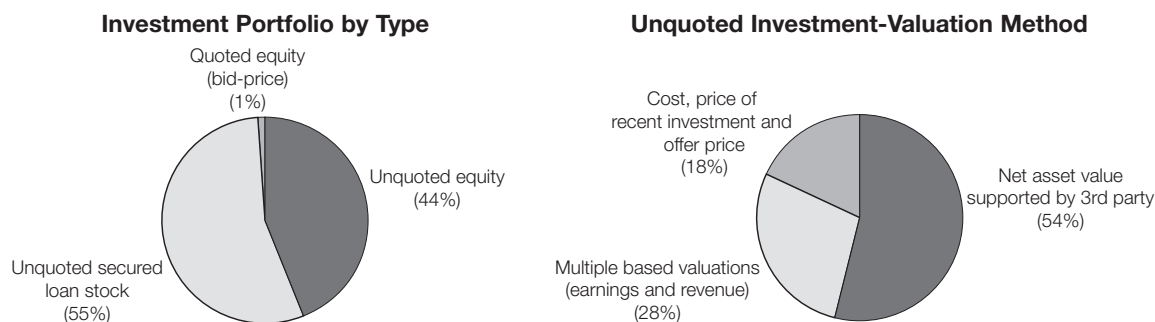 Investment Portfolio by Type
Quoted equity
(bid-price)
(1%)
Unquoted equity
(44%)
Unquoted secured
loan stock
(55%)
Unquoted Investment-Valuation Method
Cost, price of
recent investment and
offer price
(18%)
Net asset value
supported by 3rd party
(54%)
Multiple based valuations
(earnings and revenue)
(28%)